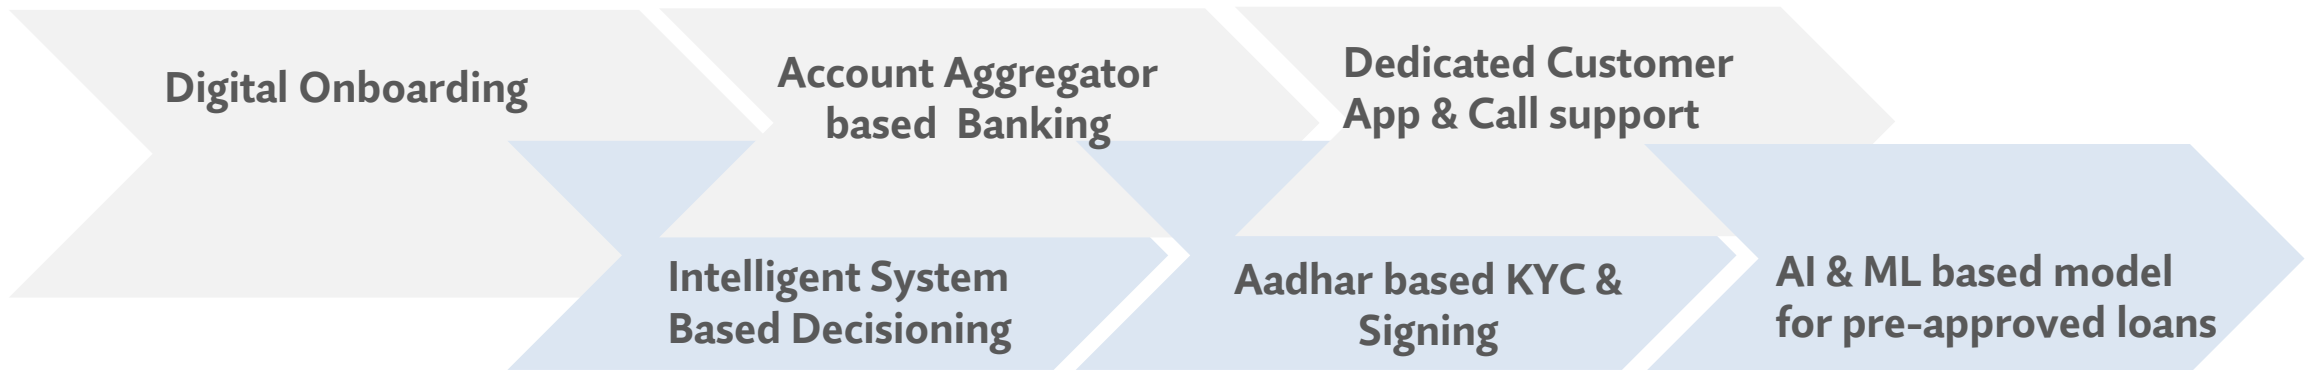 Digital Onboarding
Account Aggregator
based  Banking
Dedicated Customer
App & Call support
Intelligent System
Based Decisioning
Aadhar based KYC &
Signing
AI & ML based model
for pre-approved loans